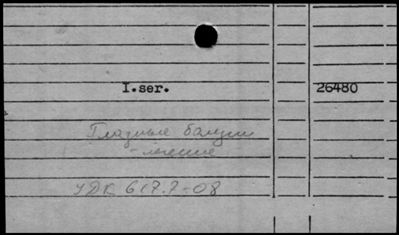 I. ser. 26480
Глазные болезни
- лечение
УДК 617.7-08